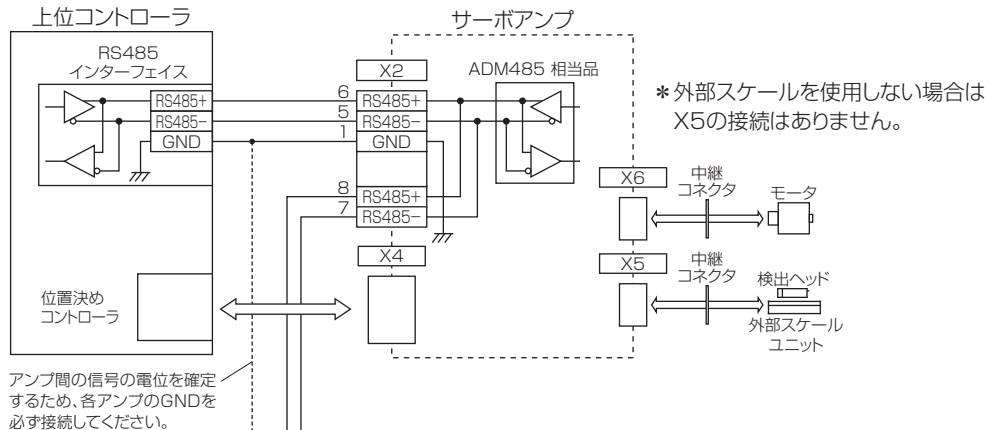 上位コントローラ
サーボアンプ
RS485
インターフェイス
RS485+
RS485-
GND
6
5
1
X2
RS485+
RS485-
GND
ADM485 相当品
8
7
RS485+
RS485-
X4
位置決め
コントローラ
X6
中継
コネクタ
モータ
X5
中継
コネクタ
検出ヘッド
外部スケール
ユニット
*外部スケールを使用しない場合は
X5の接続はありません。
アンプ間の信号の電位を確定
するため、各アンプのGNDを
必ず接続してください。